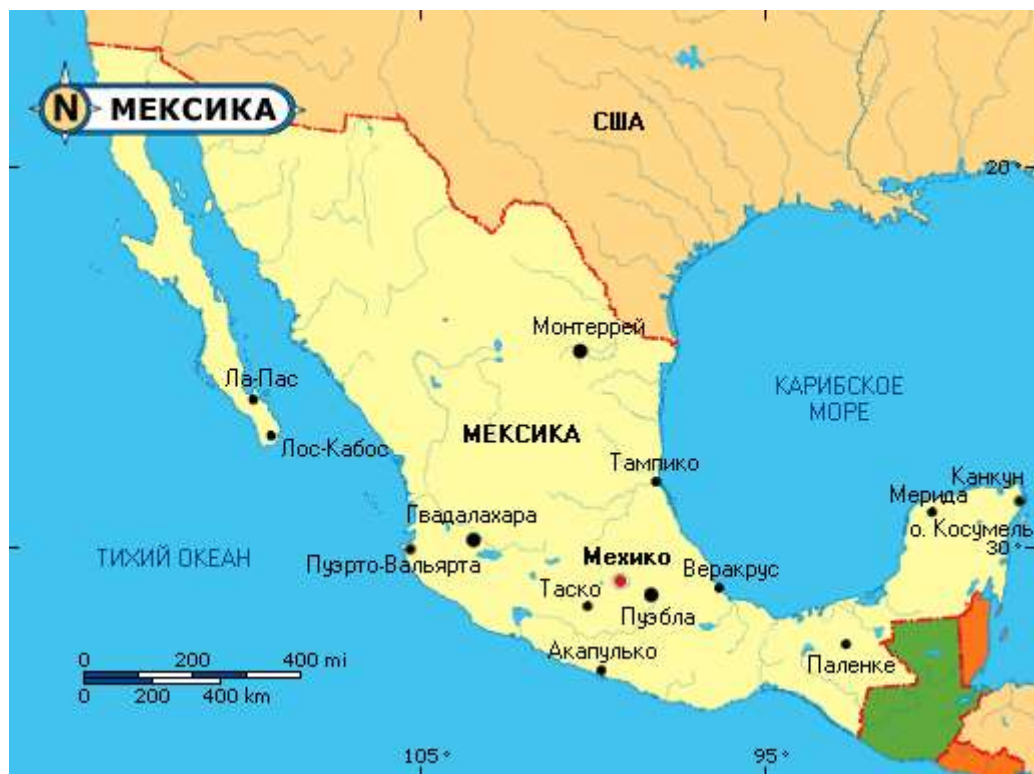 N МЕКСИКА
США
20°
Монтеррей
КАРИБСКОЕ
МОРЕ
Ла-Пас
Лос-Кабос
МЕКСИКА
Тампико
Канкун
Мерида
о. Косумель
Гвадалахара
30°
ТИХИЙ ОКЕАН
Пуэрто-Вальярта
Мехико
Веракрус
Таско
Пуэбла
Акапулько
Паленке
0 200 400 mi
0 200 400 km
105° 95°